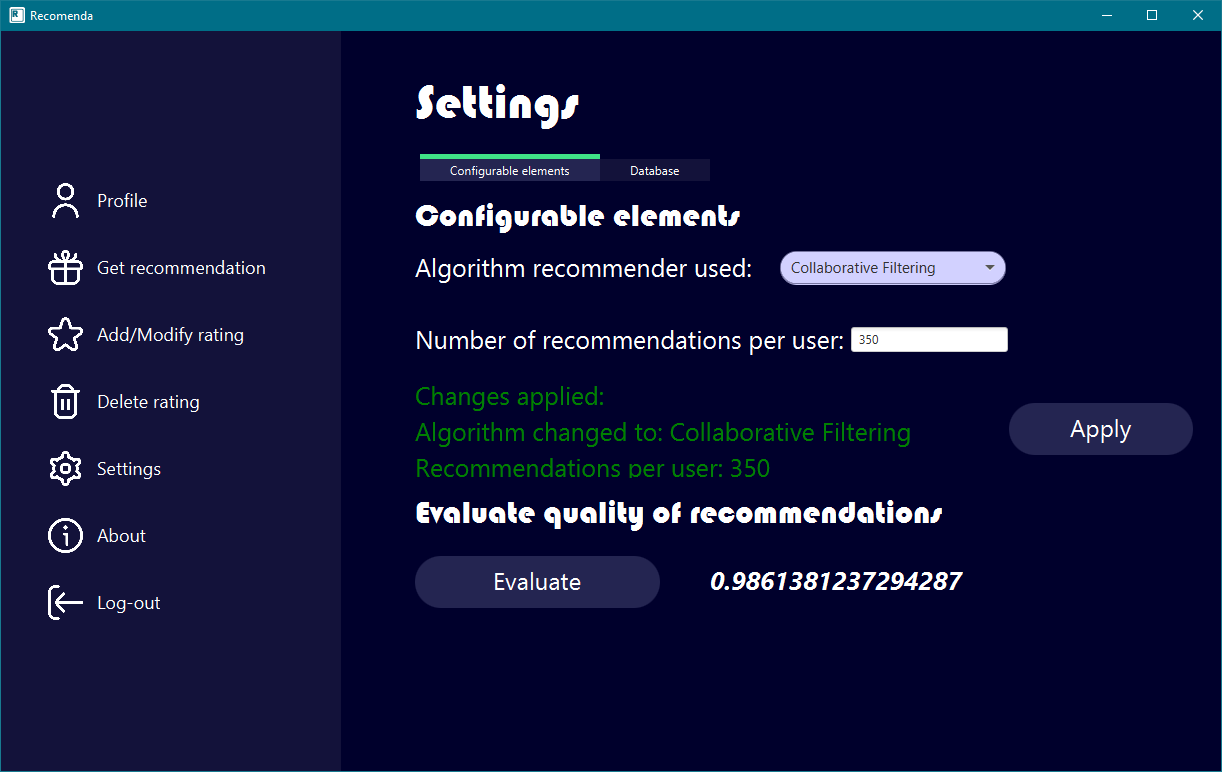 Recomenda
Profile
Get recommendation
Add/Modify rating
Delete rating
Settings
About
Log-out
Settings
Configurable elements
Database
Configurable elements
Algorithm recommender used:
Collaborative Filtering
Number of recommendations per user:
350
Changes applied:
Algorithm changed to: Collaborative Filtering
Recommendations per user: 350
Apply
Evaluate quality of recommendations
Evaluate
0.9861381237294287